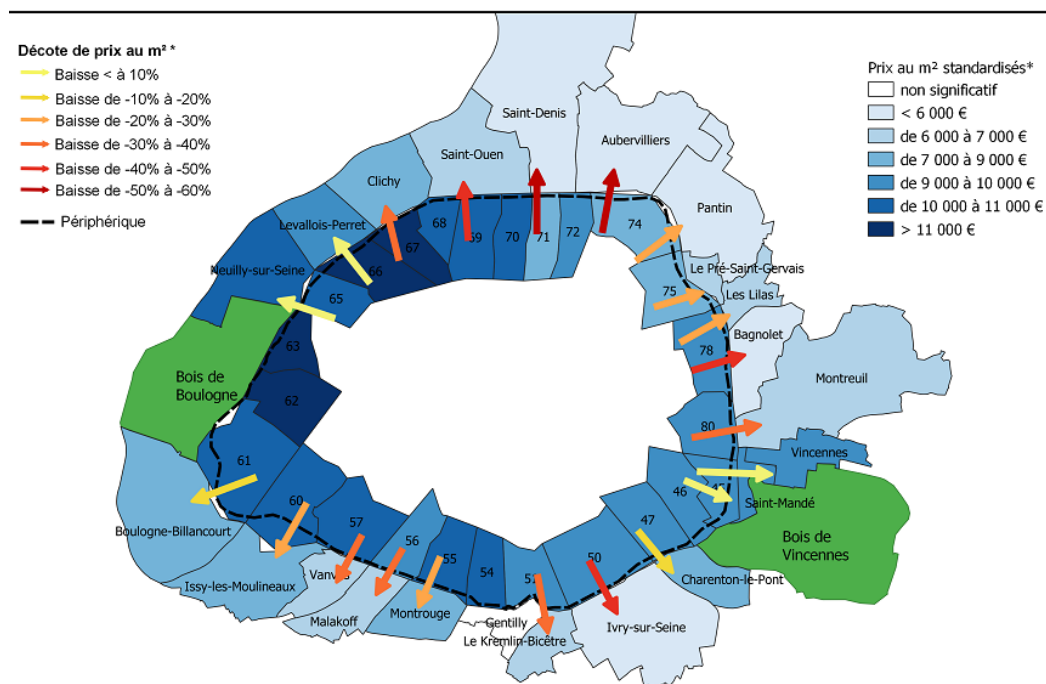 Décote de prix au m² *
Baisse < à 10%
Baisse de -10% à -20%
Baisse de -20% à -30%
Baisse de -30% à -40%
Baisse de -40% à -50%
Baisse de -50% à -60%
Périphérique
Prix au m² standardisés*
non significatif
< 6 000 €
de 6 000 à 7 000 €
de 7 000 à 9 000 €
de 9 000 à 10 000 €
de 10 000 à 11 000 €
> 11 000 €
Saint-Denis
Aubervilliers
Saint-Ouen
Clichy
Pantin
Levallois-Perret
68
69
70
71
72
74
67
66
Neuilly-sur-Seine
Le Pré-Saint-Gervais
65
75
Les Lilas
Bagnolet
63
78
Bois de
Boulogne
Montreuil
62
80
Vincennes
61
46
Saint-Mandé
60
57
47
Boulogne-Billancourt
56
55
50
Bois de
Vincennes
54
Issy-les-Moulineaux
Charenton-le-Pont
Montrouge
Malakoff
Gentilly
Le Kremlin-Bicêtre
Ivry-sur-Seine